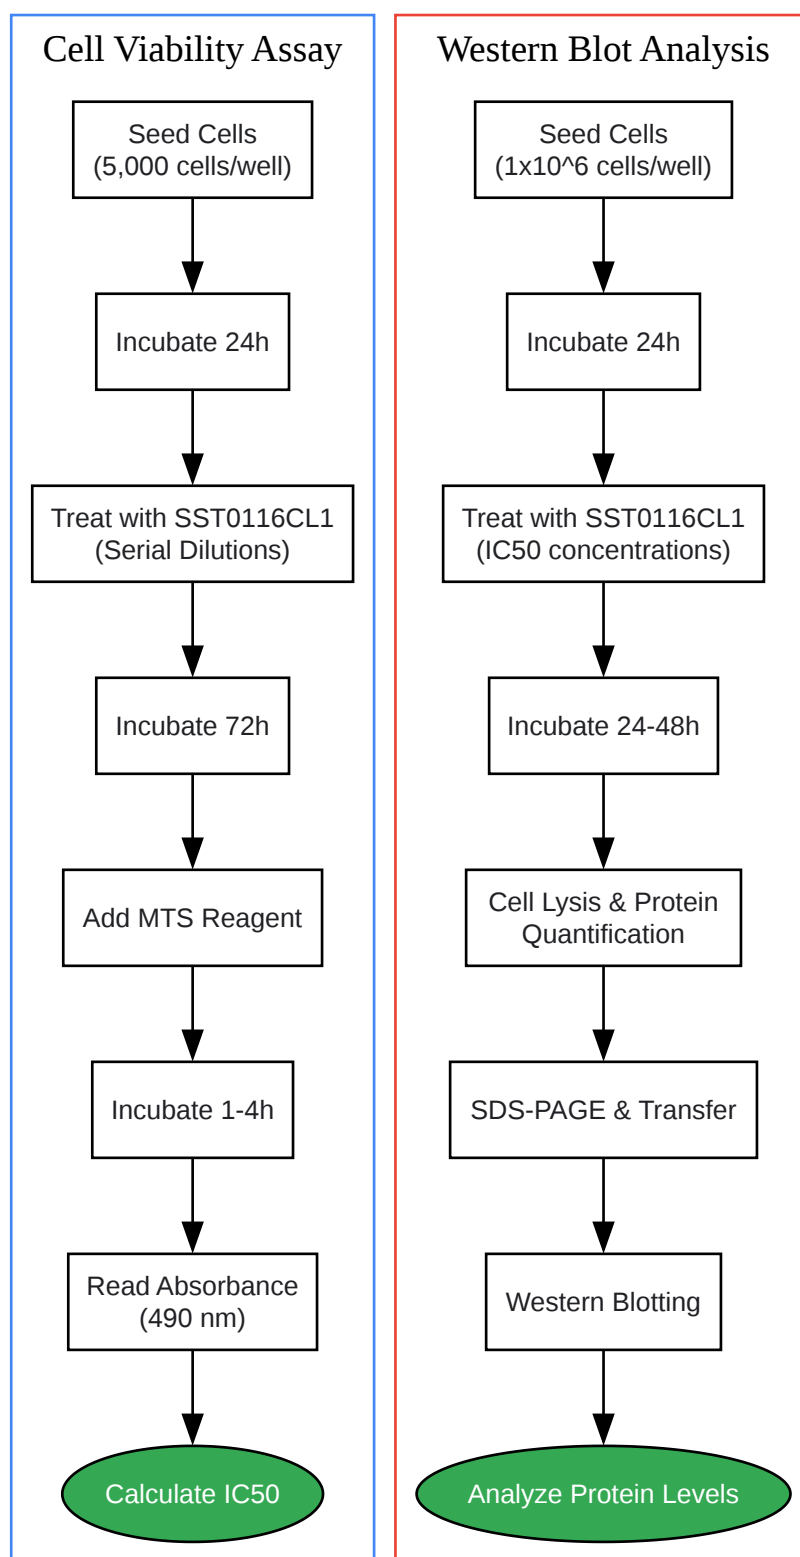 Cell Viability Assay
Seed Cells
(5,000 cells/well)
Incubate 24h
Treat with SST0116CL1
(Serial Dilutions)
Incubate 72h
Add MTS Reagent
Incubate 1-4h
Read Absorbance
(490 nm)
Calculate IC50
Western Blot Analysis
Seed Cells
(1x10^6 cells/well)
Incubate 24h
Treat with SST0116CL1
(IC50 concentrations)
Incubate 24-48h
Cell Lysis & Protein
Quantification
SDS-PAGE & Transfer
Western Blotting
Analyze Protein Levels